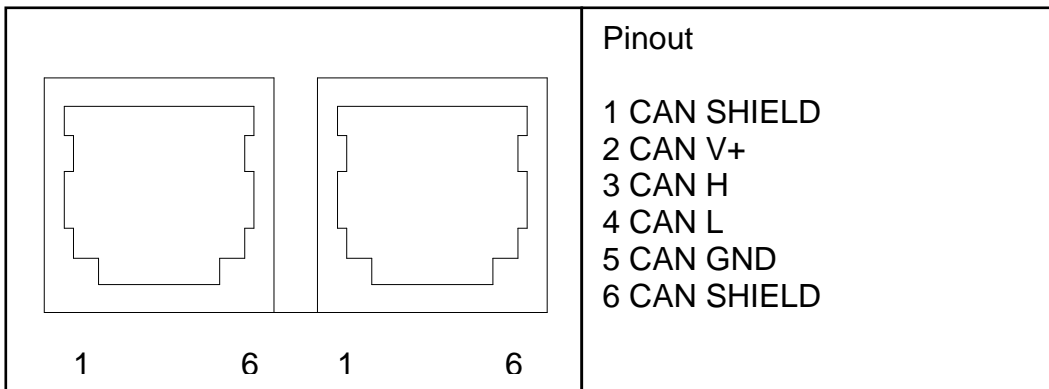 Pinout
1 CAN SHIELD
2 CAN V+
3 CAN H
4 CAN L
5 CAN GND
6 CAN SHIELD
1 6 1 6